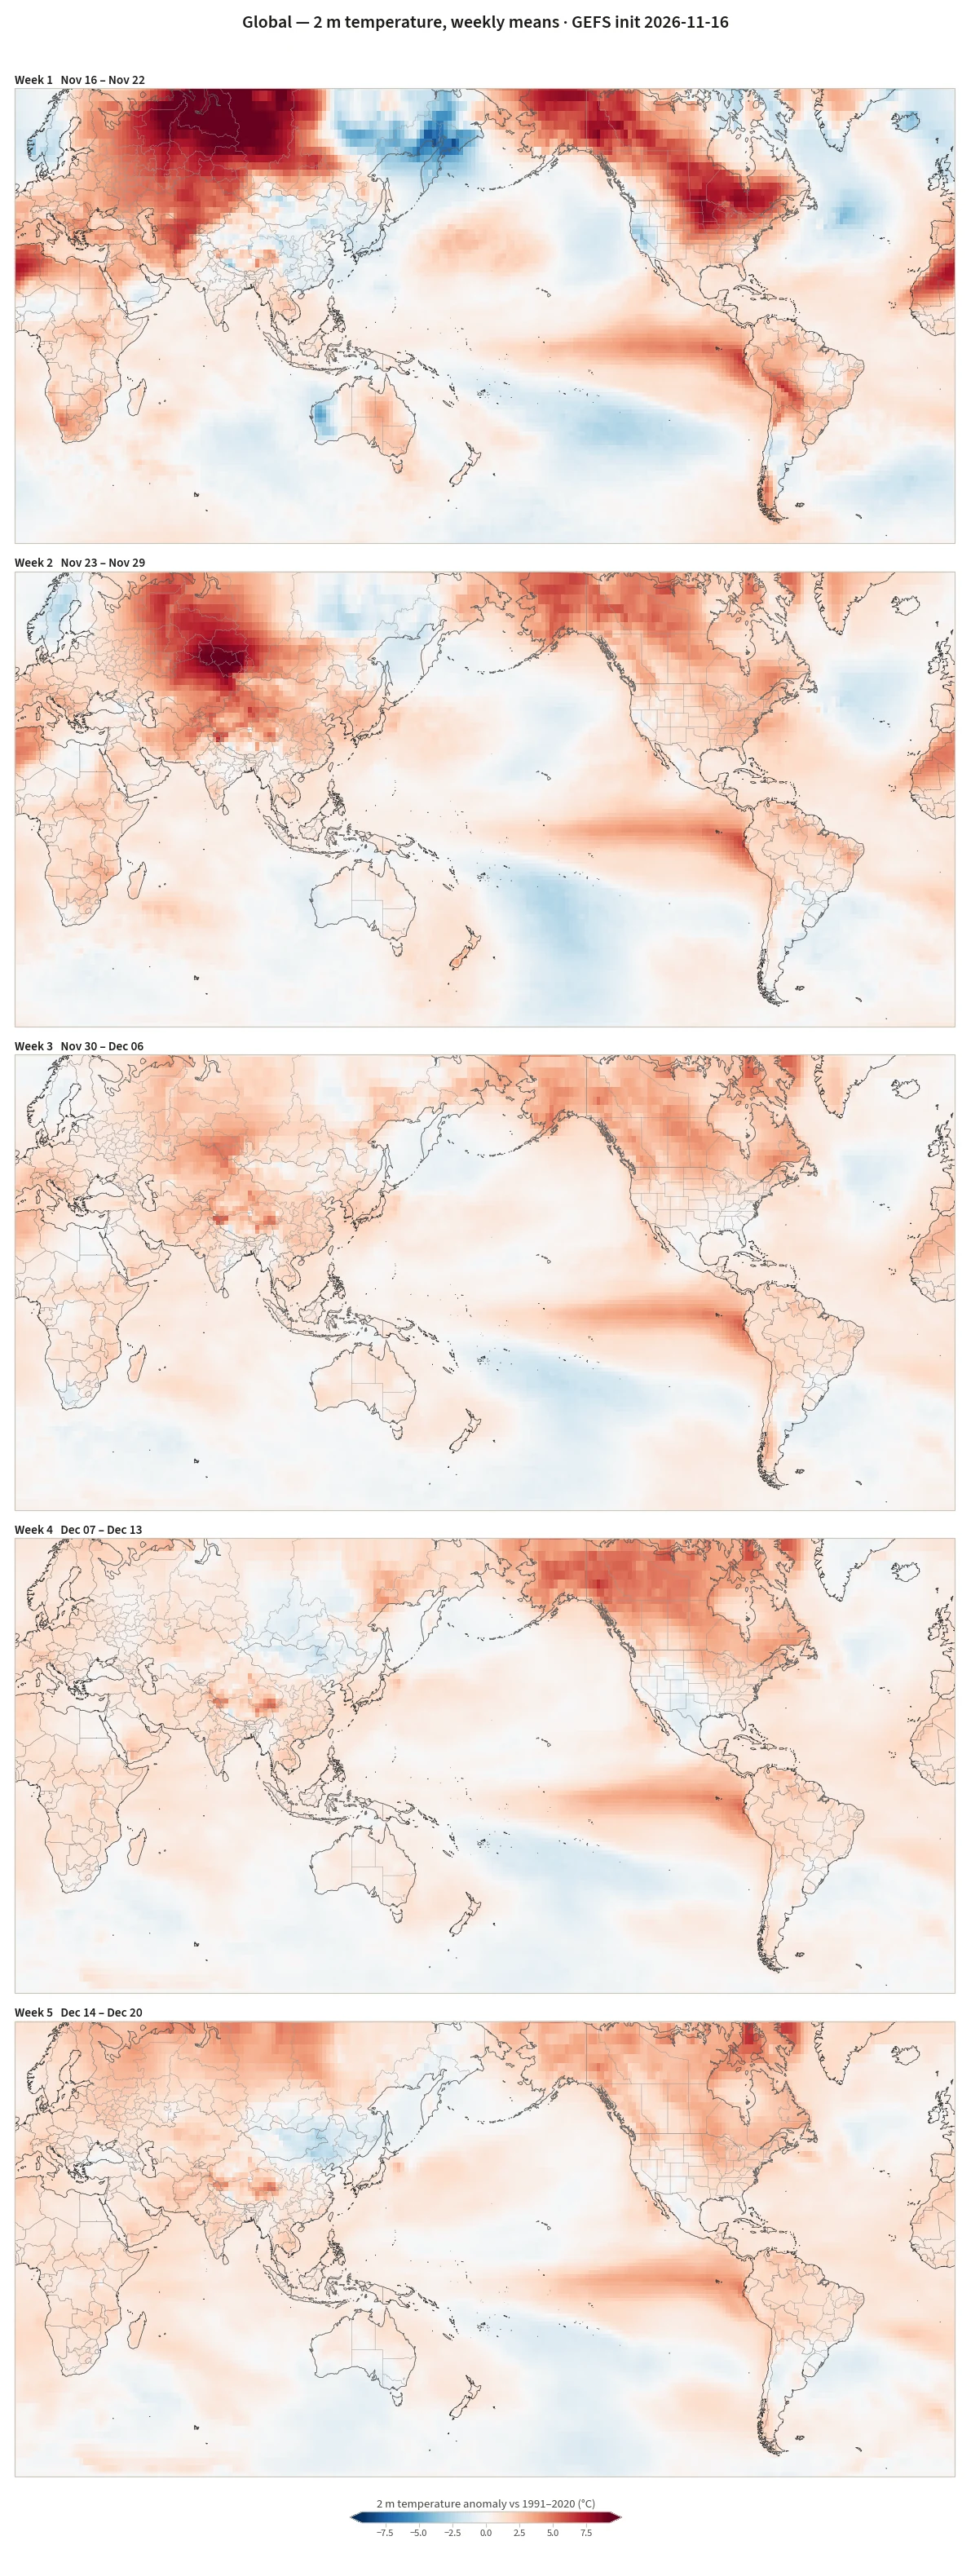 Global — 2 m temperature, weekly means · GEFS init 2026-11-16
Week 1 Nov 16 – Nov 22
Week 2 Nov 23 – Nov 29
Week 3 Nov 30 – Dec 06
Week 4 Dec 07 – Dec 13
Week 5 Dec 14 – Dec 20
2 m temperature anomaly vs 1991–2020 (°C)
−7.5 −5.0 −2.5 0.0 2.5 5.0 7.5